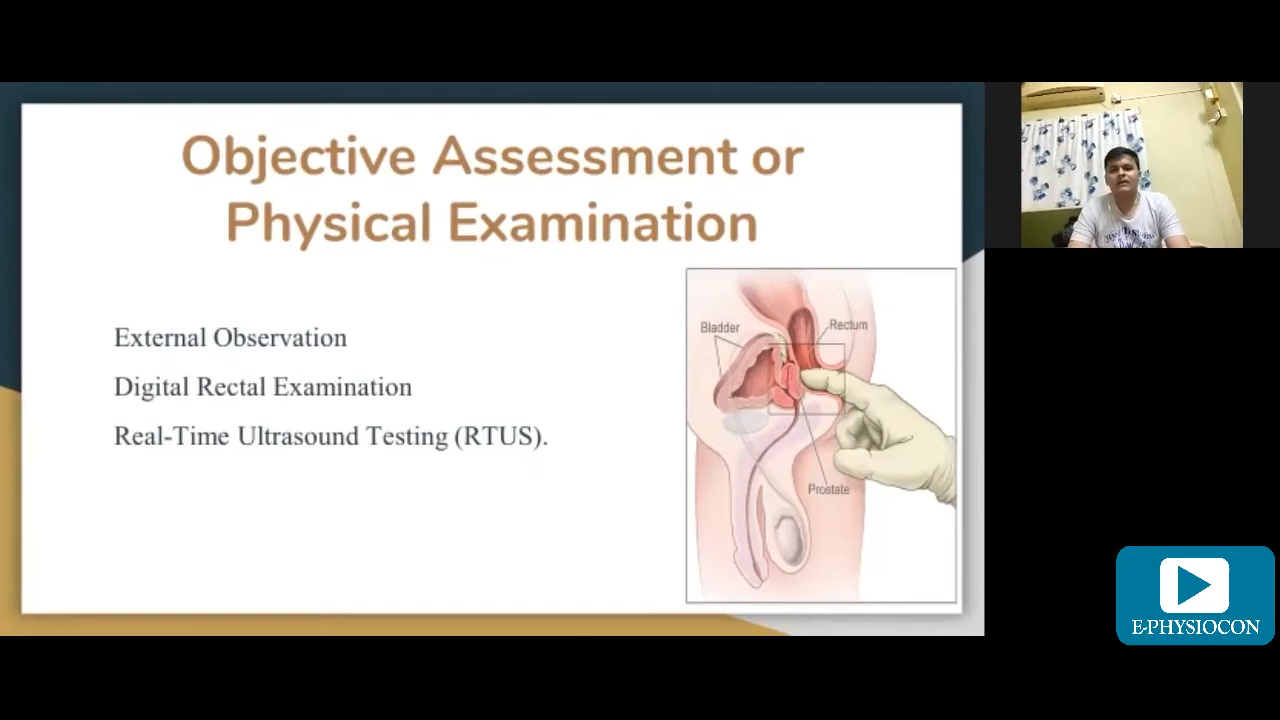 Objective Assessment or
Physical Examination
External Observation
Digital Rectal Examination
Real-Time Ultrasound Testing (RTUS).
Bladder
Rectum
Prostate
E-PHYSIOCON